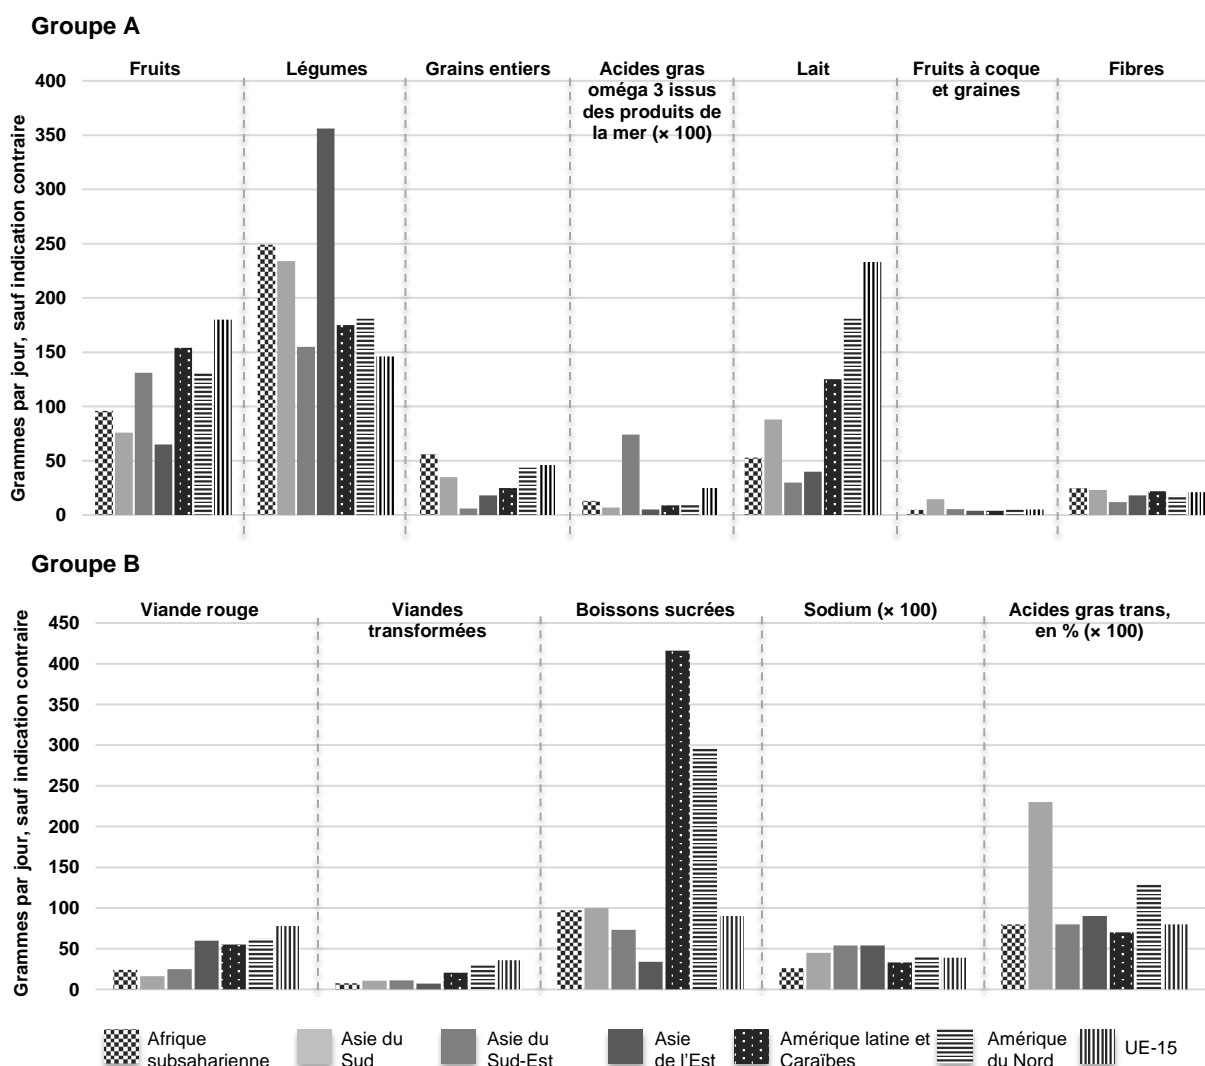 Groupe A
Fruits
Légumes
Grains entiers
Acides gras
oméga 3 issus
des produits de
la mer (× 100)
Lait
Fruits à coque
et graines
Fibres
Grammes par jour, sauf indication contraire
400
350
300
250
200
150
100
50
0
Groupe B
Viande rouge
Viandes
transformées
Boissons sucrées
Sodium (× 100)
Acides gras trans,
en % (× 100)
Grammes par jour, sauf indication contraire
450
400
350
300
250
200
150
100
50
0
Afrique
subsaharienne
Asie du
Sud
Asie du
Sud-Est
Asie
de l'Est
Amérique latine et
Caraïbes
Amérique
du Nord
UE-15